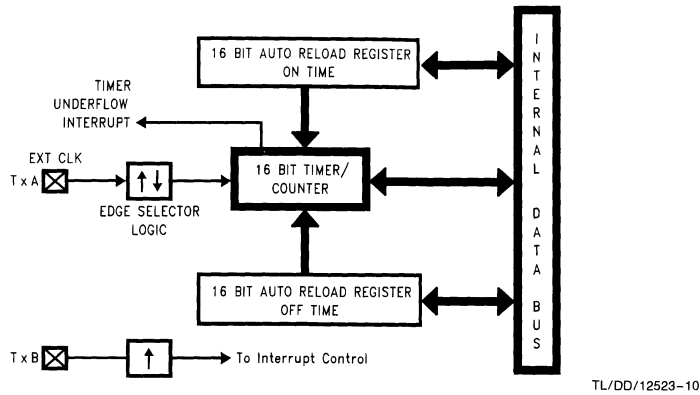 16 BIT AUTO RELOAD REGISTER
ON TIME
TIMER
UNDERFLOW
INTERRUPT
EXT CLK
TxA
EDGE SELECTOR
LOGIC
16 BIT TIMER/
COUNTER
16 BIT AUTO RELOAD REGISTER
OFF TIME
TxB
To Interrupt Control
INTERNAL DATA BUS
TL/DD/12523-10